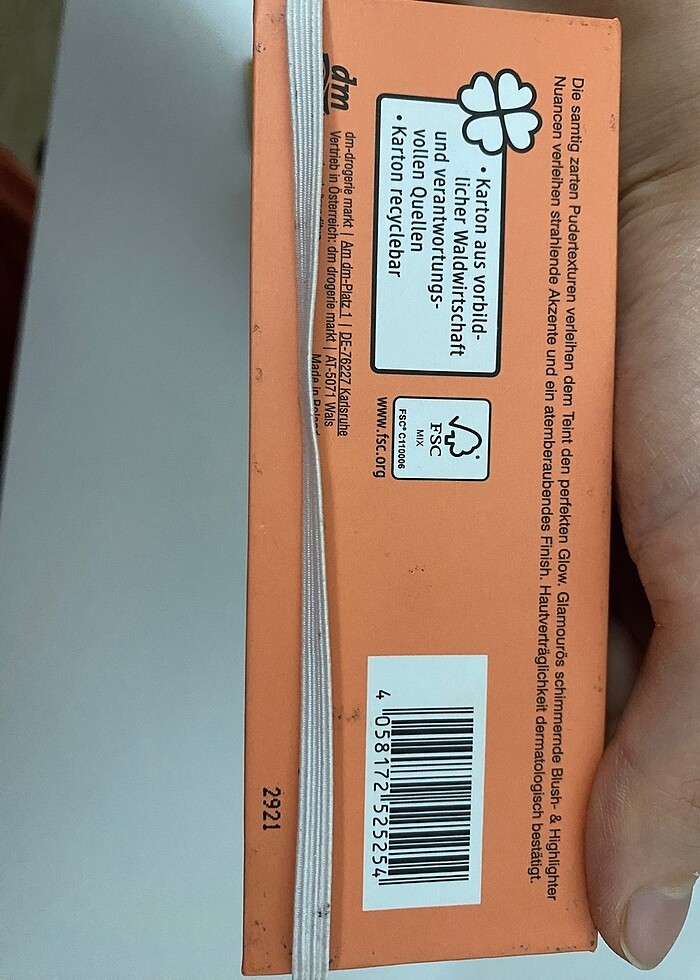 Die samtig zarten Pudertexturen verleihen dem Teint den perfekten Glow. Glamourös schimmernde Blush- & Highlighter
Nuancen verleihen strahlende Akzente und ein atemberaubendes Finish. Hautverträglichkeit dermatologisch bestätigt.
• Karton aus vorbild-
licher Waldwirtschaft
und verantwortungs-
vollen Quellen
• Karton recyclebar
FSC
MIX
FSC® C110006
www.fsc.org
4 058172 525254
dm
dm-drogerie markt | Am dm-Platz 1 | DE-76227 Karlsruhe
Vertrieb in Österreich: dm drogerie markt | AT-5071 Wals
Made in
2921